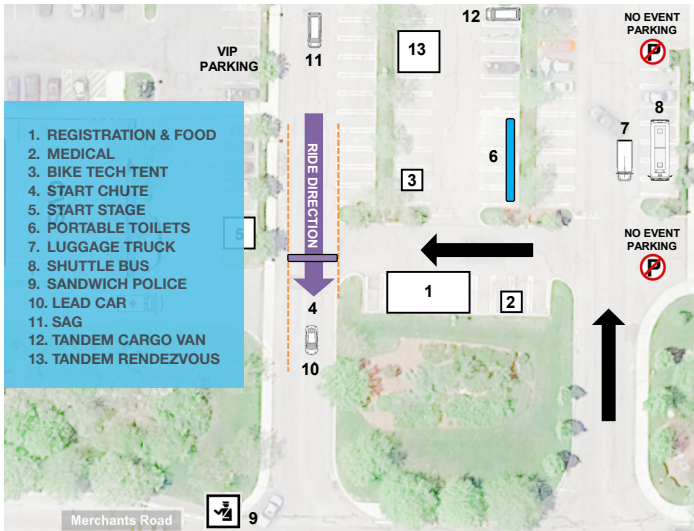 12
NO EVENT
PARKING
P
VIP
PARKING
11
13
1. REGISTRATION & FOOD
2. MEDICAL
3. BIKE TECH TENT
4. START CHUTE
5. START STAGE
6. PORTABLE TOILETS
7. LUGGAGE TRUCK
8. SHUTTLE BUS
9. SANDWICH POLICE
10. LEAD CAR
11. SAG
12. TANDEM CARGO VAN
13. TANDEM RENDEZVOUS
RIDE DIRECTION
6
7
8
3
5
NO EVENT
PARKING
P
1
2
4
10
Merchants Road
9